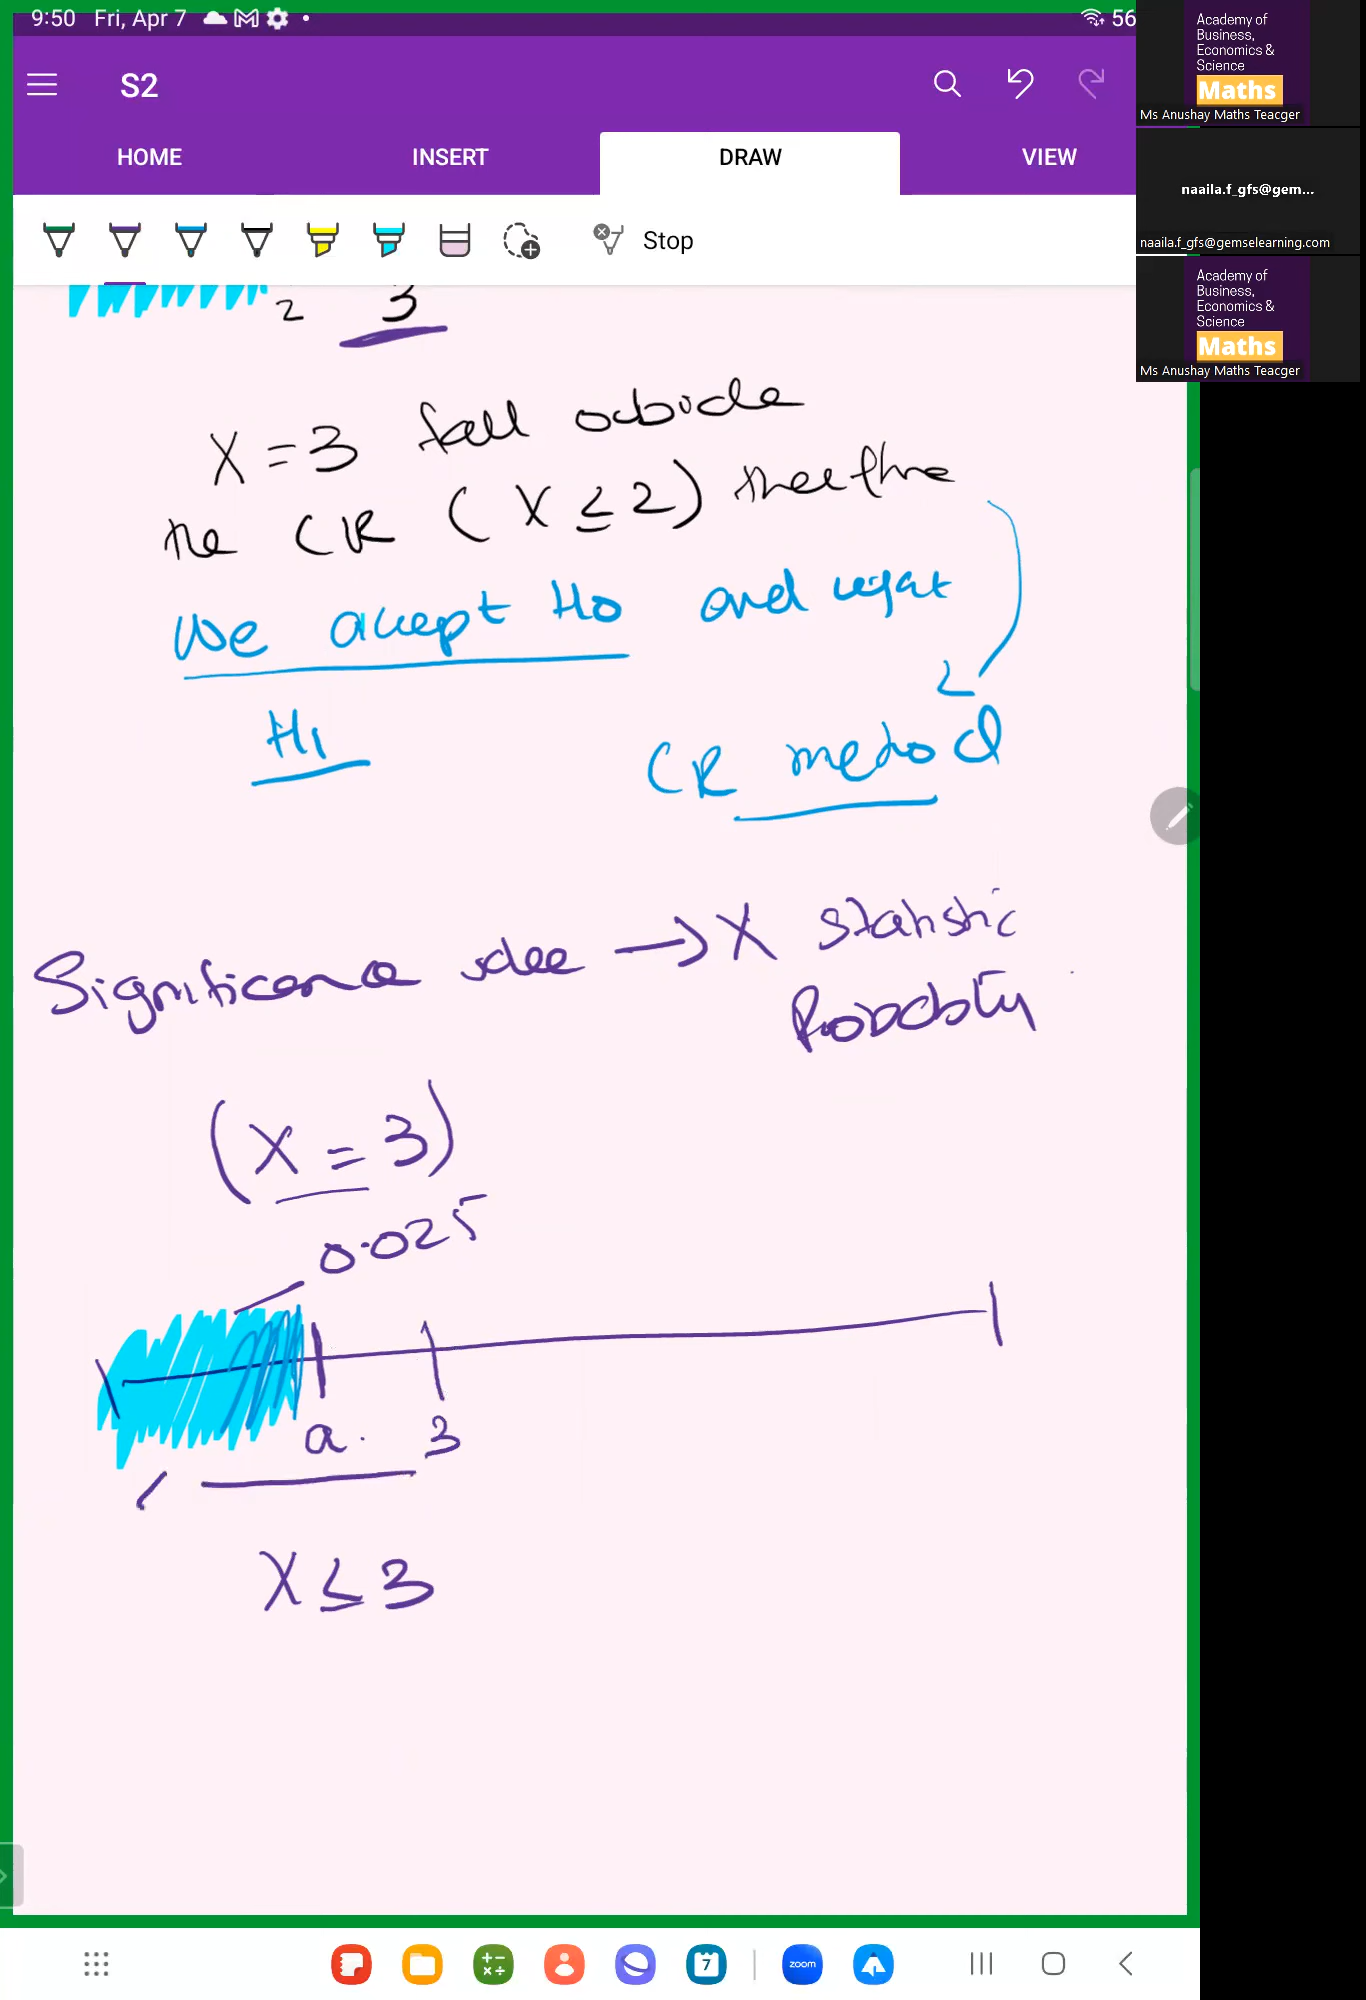 9:50 Fri, Apr 7
56
S2
HOME INSERT DRAW VIEW
Stop
Academy of
Business,
Economics &
Science
Maths
Ms Anushay Maths Teacger
naaila.f_gfs@gem...
naaila.f_gfs@gemselearning.com
Academy of
Business,
Economics &
Science
Maths
Ms Anushay Maths Teacger
2 3
X = 3 fall outside
the CR ( X ≤ 2 )
We accept H0 and reject
H1
CR method
Significance → X statistic
Probability
(X = 3)
0.025
a. 3
X ≤ 3
7
zoom